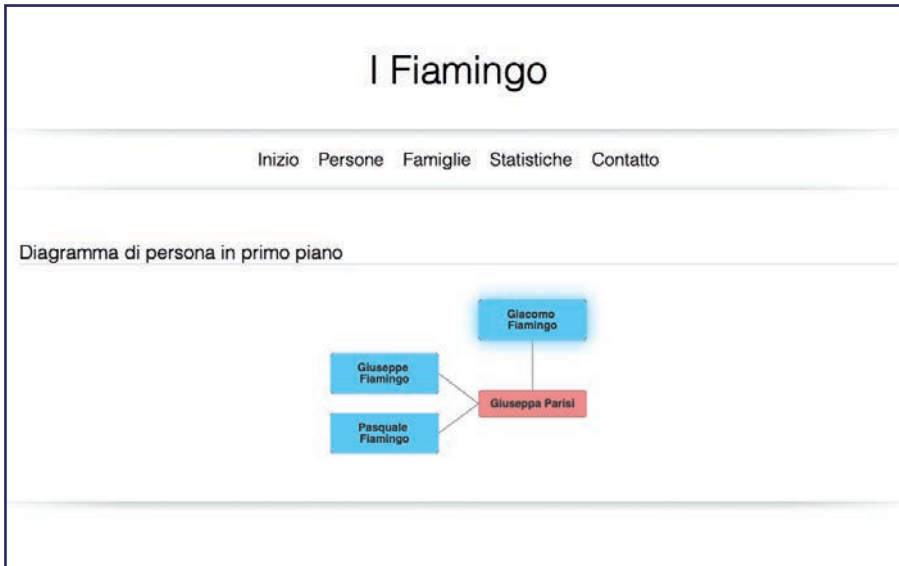 I Fiamingo
Inizio Persone Famiglie Statistiche Contatto
Diagramma di persona in primo piano
Giacomo
Fiamingo
Giuseppe
Fiamingo
Giuseppa Parisi
Pasquale
Fiamingo